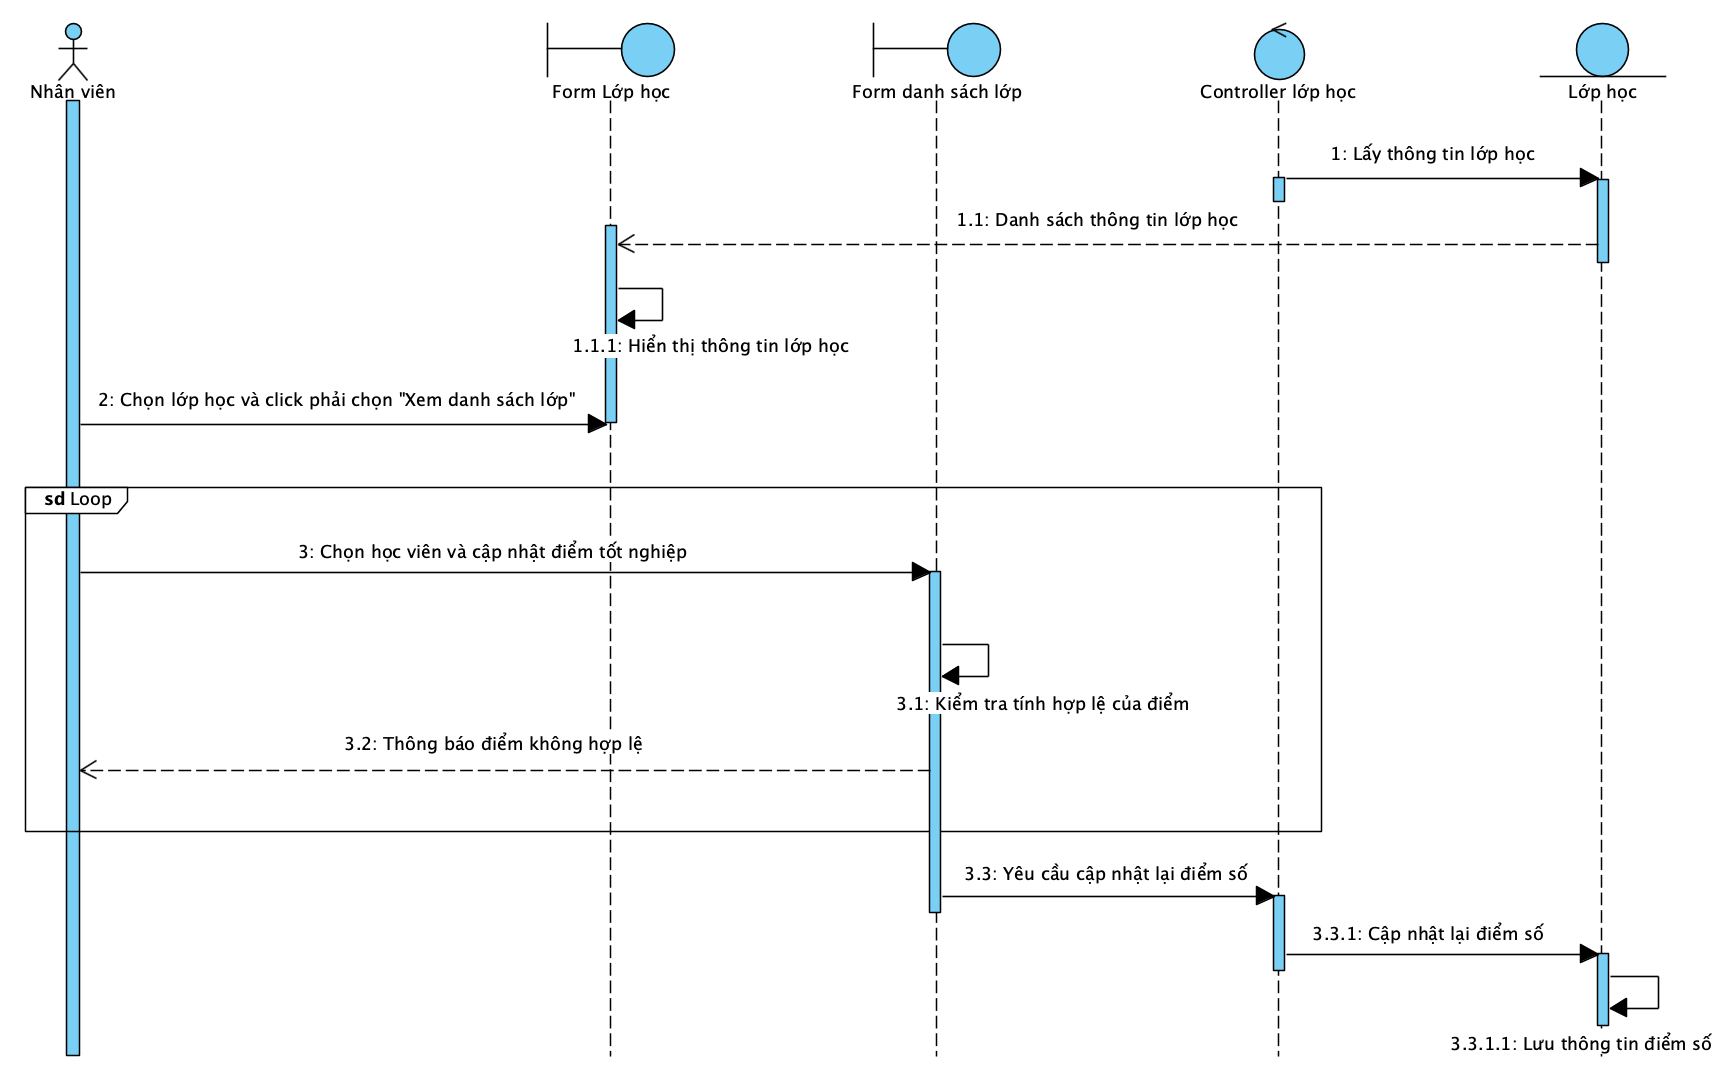 Nhân viên
Form Lớp học
Form danh sách lớp
Controller lớp học
Lớp học
1: Lấy thông tin lớp học
1.1: Danh sách thông tin lớp học
1.1.1: Hiển thị thông tin lớp học
2: Chọn lớp học và click phải chọn "Xem danh sách lớp"
sd Loop
3: Chọn học viên và cập nhật điểm tốt nghiệp
3.1: Kiểm tra tính hợp lệ của điểm
3.2: Thông báo điểm không hợp lệ
3.3: Yêu cầu cập nhật lại điểm số
3.3.1: Cập nhật lại điểm số
3.3.1.1: Lưu thông tin điểm số